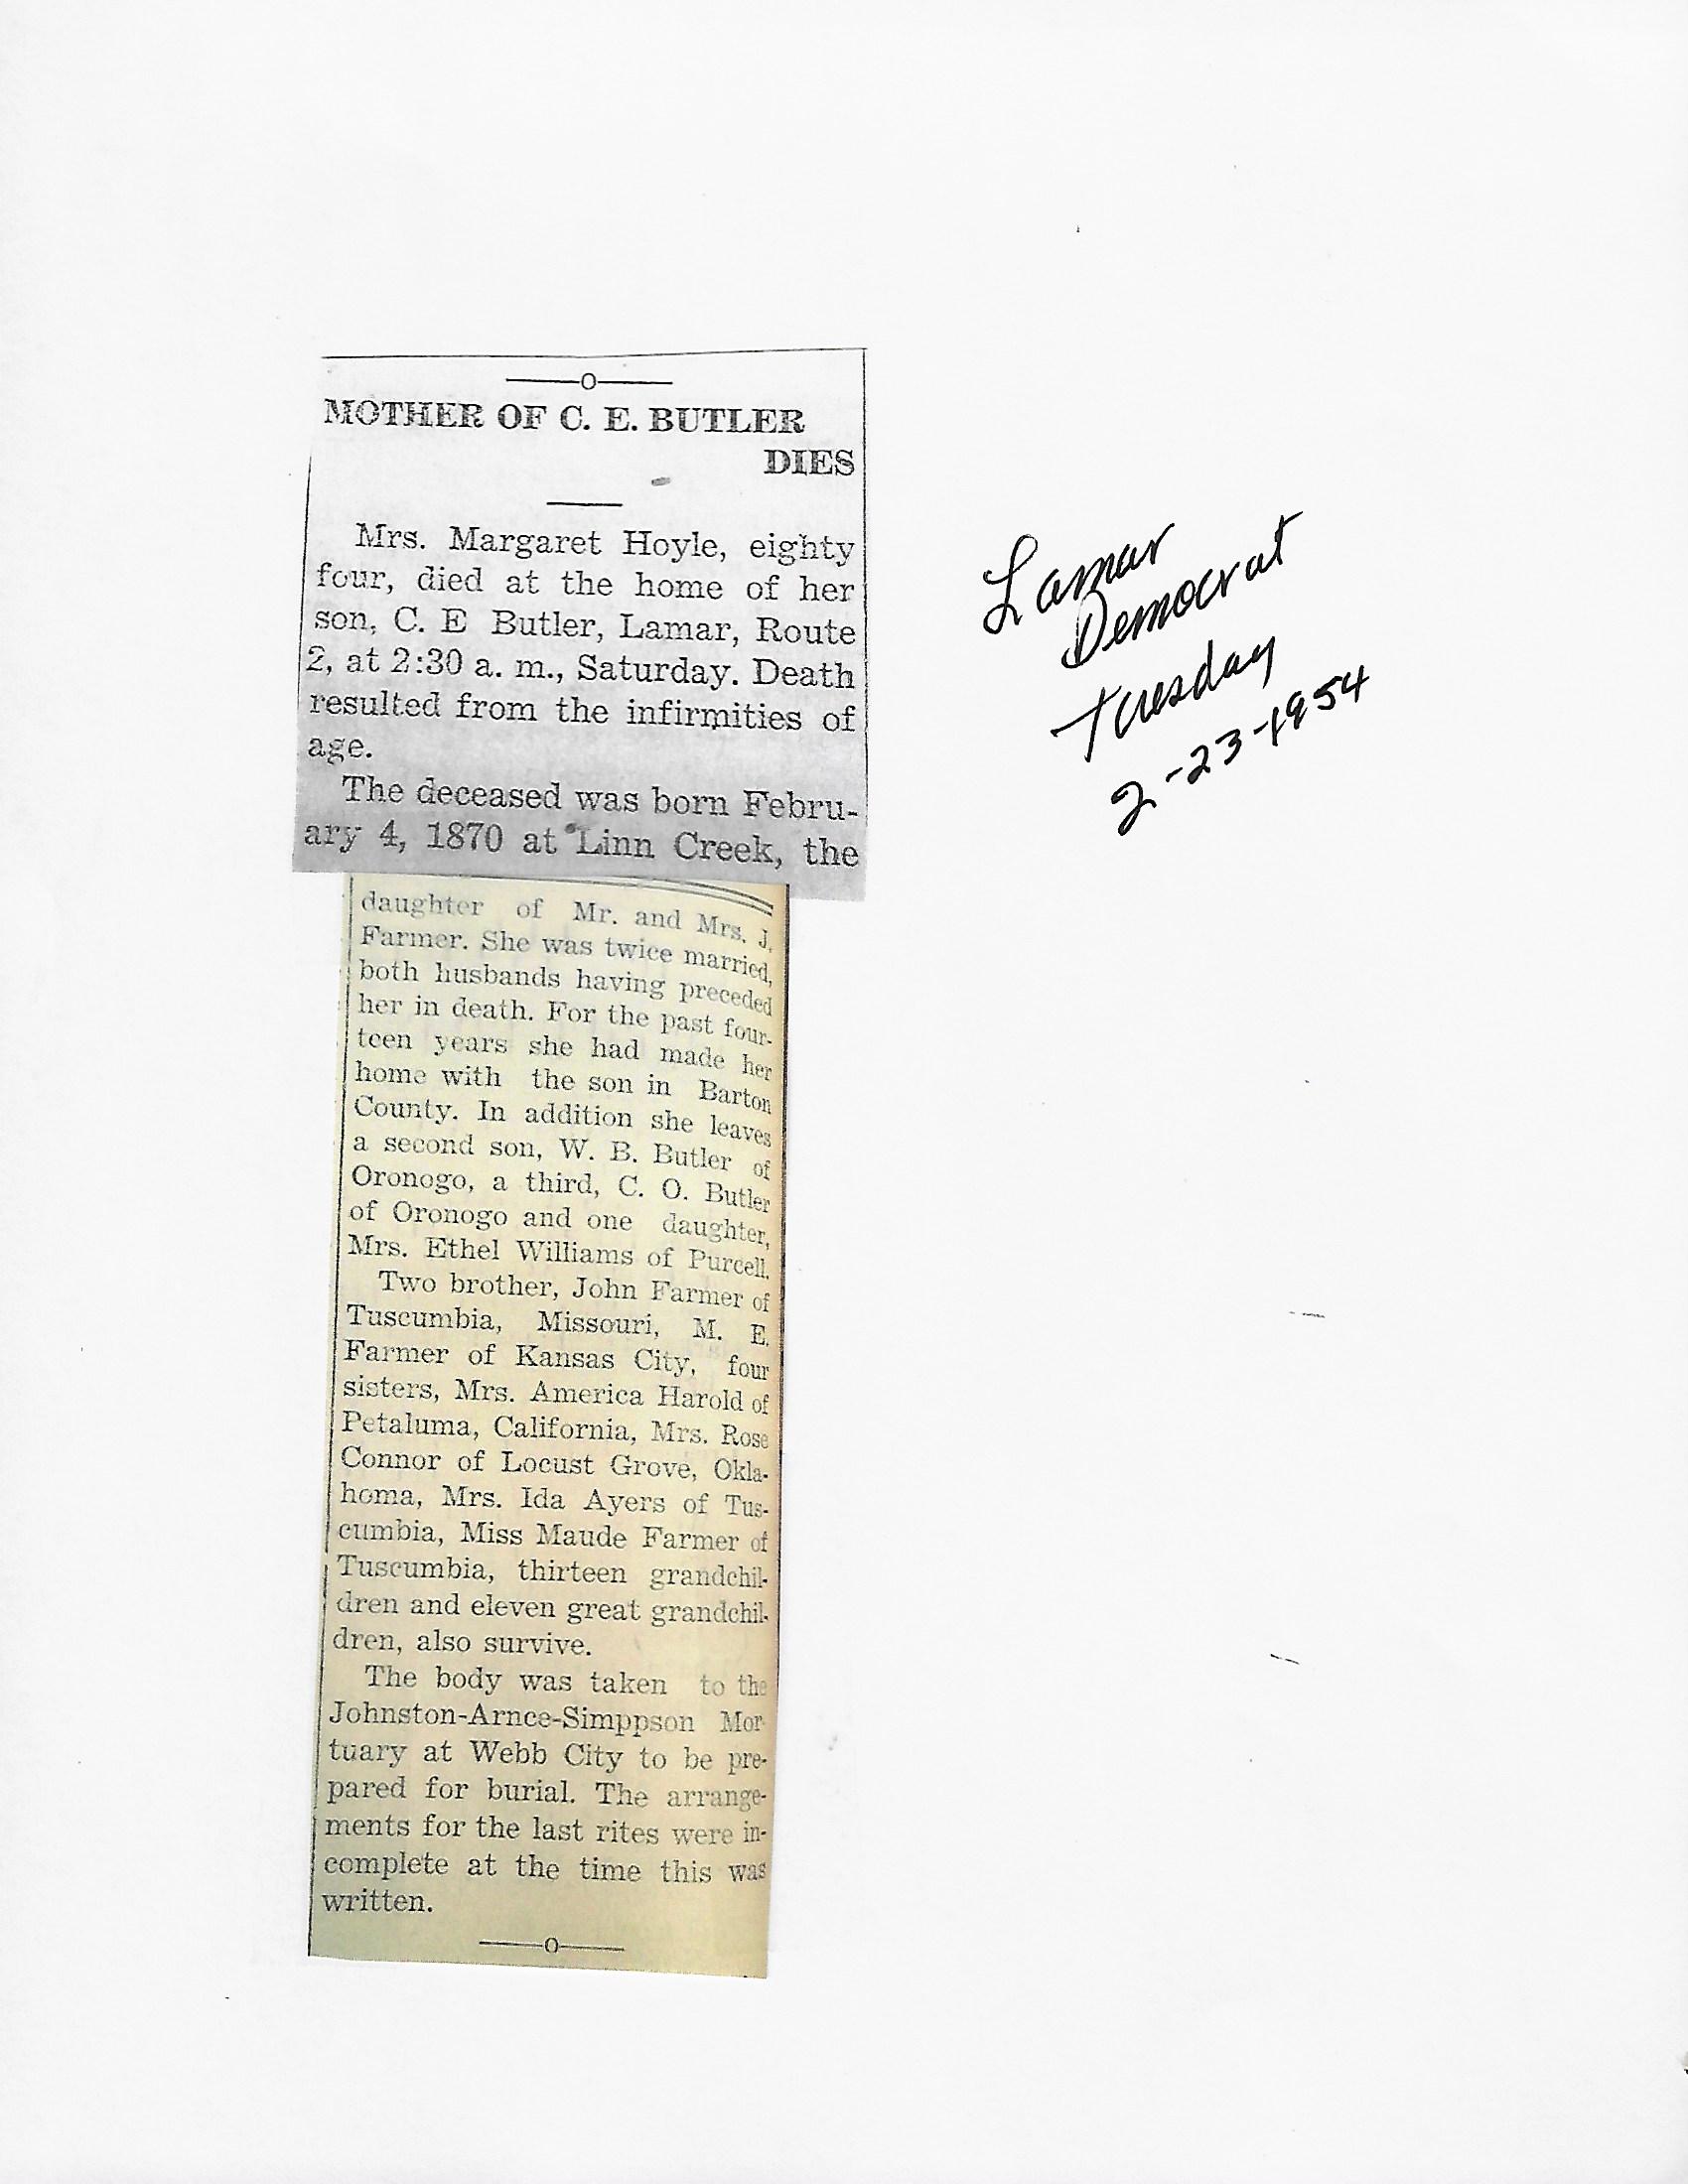 ——o——
MOTHER OF C. E. BUTLER
DIES
Mrs. Margaret Hoyle, eighty
four, died at the home of her
son, C. E Butler, Lamar, Route
2, at 2:30 a. m., Saturday. Death
resulted from the infirmities of
age.
The deceased was born Febru-
ary 4, 1870 at Linn Creek, the
daughter of Mr. and Mrs. J.
Farmer. She was twice married,
both husbands having preceded
her in death. For the past four-
teen years she had made her
home with the son in Barton
County. In addition she leaves
a second son, W. B. Butler of
Oronogo, a third, C. O. Butler
of Oronogo and one daughter,
Mrs. Ethel Williams of Purcell.
Two brother, John Farmer of
Tuscumbia, Missouri, M. E.
Farmer of Kansas City, four
sisters, Mrs. America Harold of
Petaluma, California, Mrs. Rose
Connor of Locust Grove, Okla-
homa, Mrs. Ida Ayers of Tus-
cumbia, Miss Maude Farmer of
Tuscumbia, thirteen grandchil-
dren and eleven great grandchil-
dren, also survive.
The body was taken to the
Johnston-Arnce-Simppson Mor-
tuary at Webb City to be pre-
pared for burial. The arrange-
ments for the last rites were in-
complete at the time this was
written.
——o——
Lamar
Democrat
Tuesday
2-23-1954